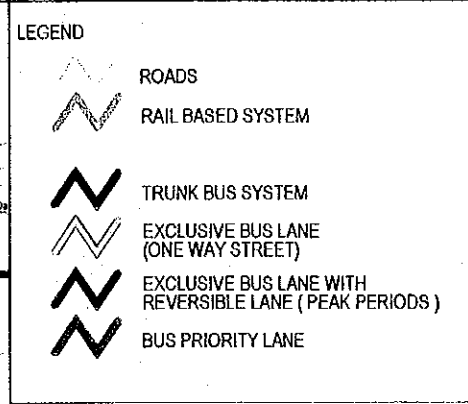 LEGEND
ROADS
RAIL BASED SYSTEM
TRUNK BUS SYSTEM
EXCLUSIVE BUS LANE
(ONE WAY STREET)
EXCLUSIVE BUS LANE WITH
REVERSIBLE LANE ( PEAK PERIODS )
BUS PRIORITY LANE